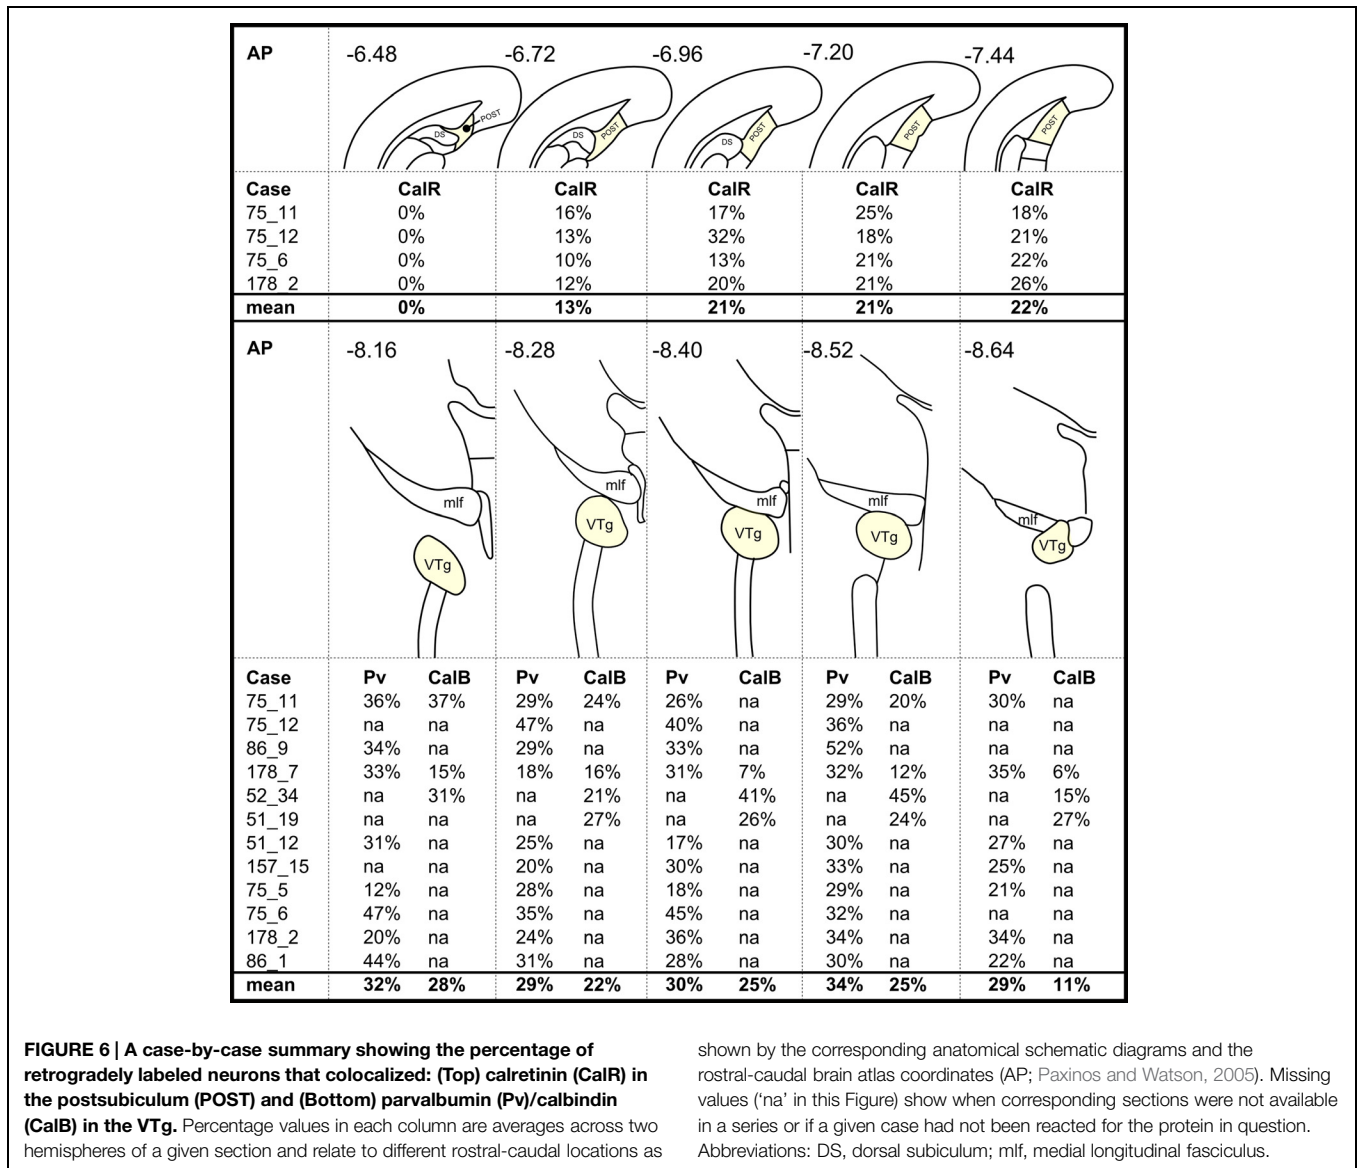 AP -6.48 -6.72 -6.96 -7.20 -7.44
DS POST DS POST DS POST POST POST
Case CalR CalR CalR CalR CalR
75_11 0% 16% 17% 25% 18%
75_12 0% 13% 32% 18% 21%
75_6 0% 10% 13% 21% 22%
178_2 0% 12% 20% 21% 26%
mean 0% 13% 21% 21% 22%
AP -8.16 -8.28 -8.40 -8.52 -8.64
mlf mlf mlf mlf mlf
VTg VTg VTg VTg VTg
Case Pv CalB Pv CalB Pv CalB Pv CalB Pv CalB
75_11 36% 37% 29% 24% 26% na 29% 20% 30% na
75_12 na na 47% na 40% na 36% na na na
86_9 34% na 29% na 33% na 52% na na na
178_7 33% 15% 18% 16% 31% 7% 32% 12% 35% 6%
52_34 na 31% na 21% na 41% na 45% na 15%
51_19 na na na 27% na 26% na 24% na 27%
51_12 31% na 25% na 17% na 30% na 27% na
157_15 na na 20% na 30% na 33% na 25% na
75_5 12% na 28% na 18% na 29% na 21% na
75_6 47% na 35% na 45% na 32% na na na
178_2 20% na 24% na 36% na 34% na 34% na
86_1 44% na 31% na 28% na 30% na 22% na
mean 32% 28% 29% 22% 30% 25% 34% 25% 29% 11%
FIGURE 6 | A case-by-case summary showing the percentage of
retrogradely labeled neurons that colocalized: (Top) calretinin (CalR) in
the postsubiculum (POST) and (Bottom) parvalbumin (Pv)/calbindin
(CalB) in the VTg. Percentage values in each column are averages across two
hemispheres of a given section and relate to different rostral-caudal locations as
shown by the corresponding anatomical schematic diagrams and the
rostral-caudal brain atlas coordinates (AP; Paxinos and Watson, 2005). Missing
values ('na' in this Figure) show when corresponding sections were not available
in a series or if a given case had not been reacted for the protein in question.
Abbreviations: DS, dorsal subiculum; mlf, medial longitudinal fasciculus.